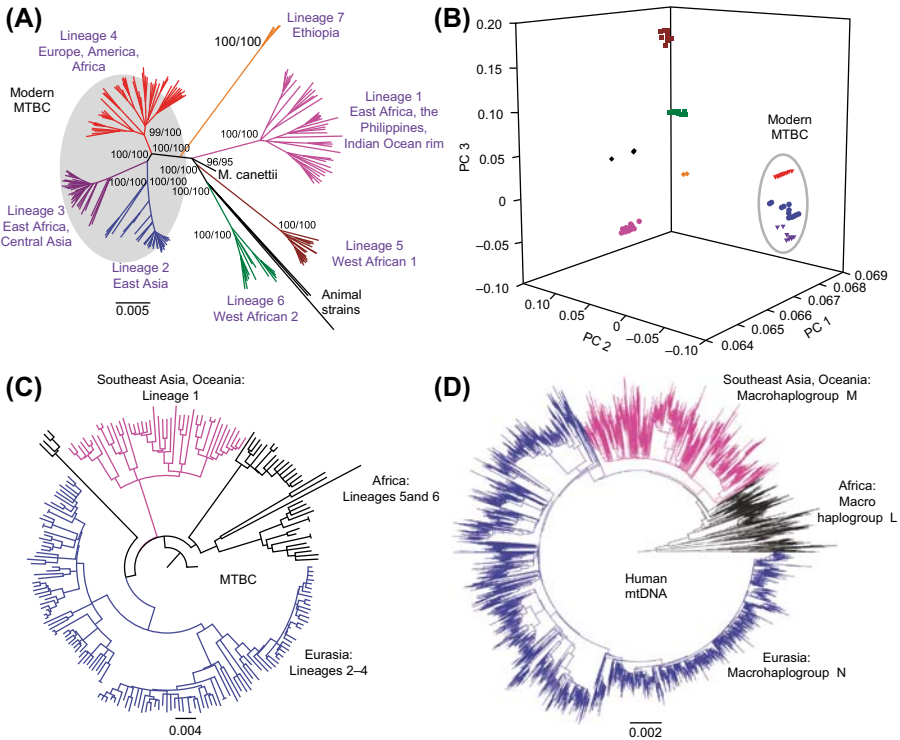 (A)
Lineage 4
Europe, America,
Africa
Modern
MTBC
Lineage 7
Ethiopia
100/100
Lineage 1
East Africa, the
Philippines,
Indian Ocean rim
100/100
99/100
100/100
100/100
96/95
M. canettii
100/100
100/100
100/100
100/100
Lineage 3
East Africa,
Central Asia
100/100
100/100
Lineage 5
West African 1
Lineage 2
East Asia
Lineage 6
West African 2
Animal
strains
0.005
(B)
0.20
0.15
0.10
0.05
0
−0.05
−0.10
PC 3
Modern
MTBC
0.10
0.05
0
−0.05
−0.10
PC 2
0.064
0.065
0.066
0.067
0.068
0.069
PC 1
(C)
Southeast Asia, Oceania:
Lineage 1
Africa:
Lineages 5and 6
MTBC
Eurasia:
Lineages 2–4
0.004
(D)
Southeast Asia, Oceania:
Macrohaplogroup M
Africa:
Macro
haplogroup L
Human
mtDNA
Eurasia:
Macrohaplogroup N
0.002